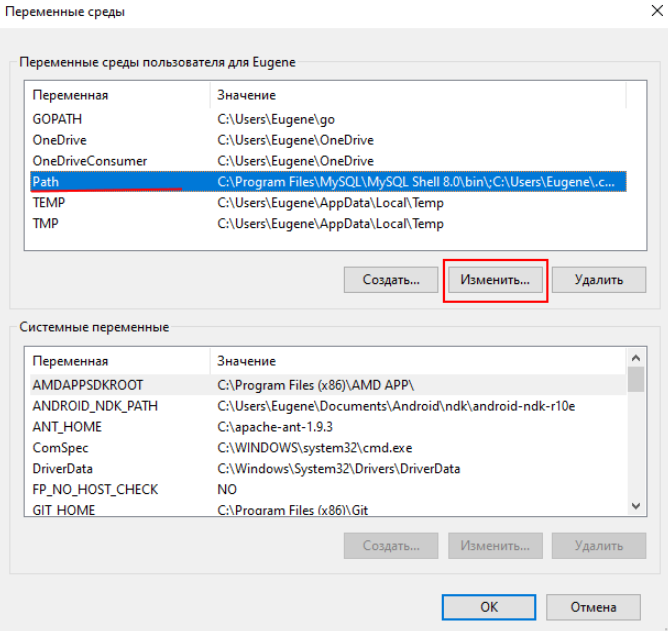 Переменные среды
Переменные среды пользователя для Eugene
Переменная Значение
GOPATH C:\Users\Eugene\go
OneDrive C:\Users\Eugene\OneDrive
OneDriveConsumer C:\Users\Eugene\OneDrive
Path C:\Program Files\MySQL\MySQL Shell 8.0\bin\;C:\Users\Eugene\.c...
TEMP C:\Users\Eugene\AppData\Local\Temp
TMP C:\Users\Eugene\AppData\Local\Temp
Создать... Изменить... Удалить
Системные переменные
Переменная Значение
AMDAPPSDKROOT C:\Program Files (x86)\AMD APP\
ANDROID_NDK_PATH C:\Users\Eugene\Documents\Android\ndk\android-ndk-r10e
ANT_HOME C:\apache-ant-1.9.3
ComSpec C:\WINDOWS\system32\cmd.exe
DriverData C:\Windows\System32\Drivers\DriverData
FP_NO_HOST_CHECK NO
GIT_HOME C:\Program Files (x86)\Git
Создать... Изменить... Удалить
OK Отмена